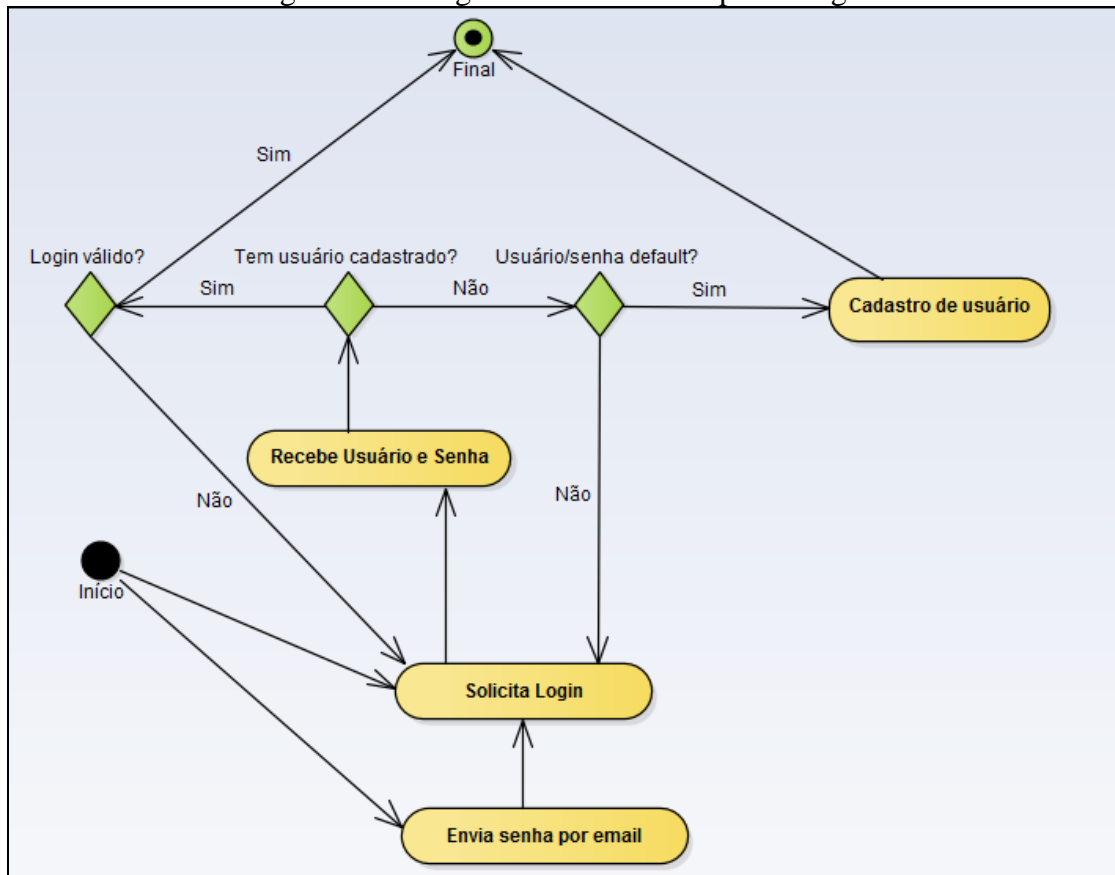 Final
Sim
Login válido?
Tem usuário cadastrado?
Usuário/senha default?
Sim
Não
Sim
Cadastro de usuário
Recebe Usuário e Senha
Não
Não
Início
Solicita Login
Envia senha por email